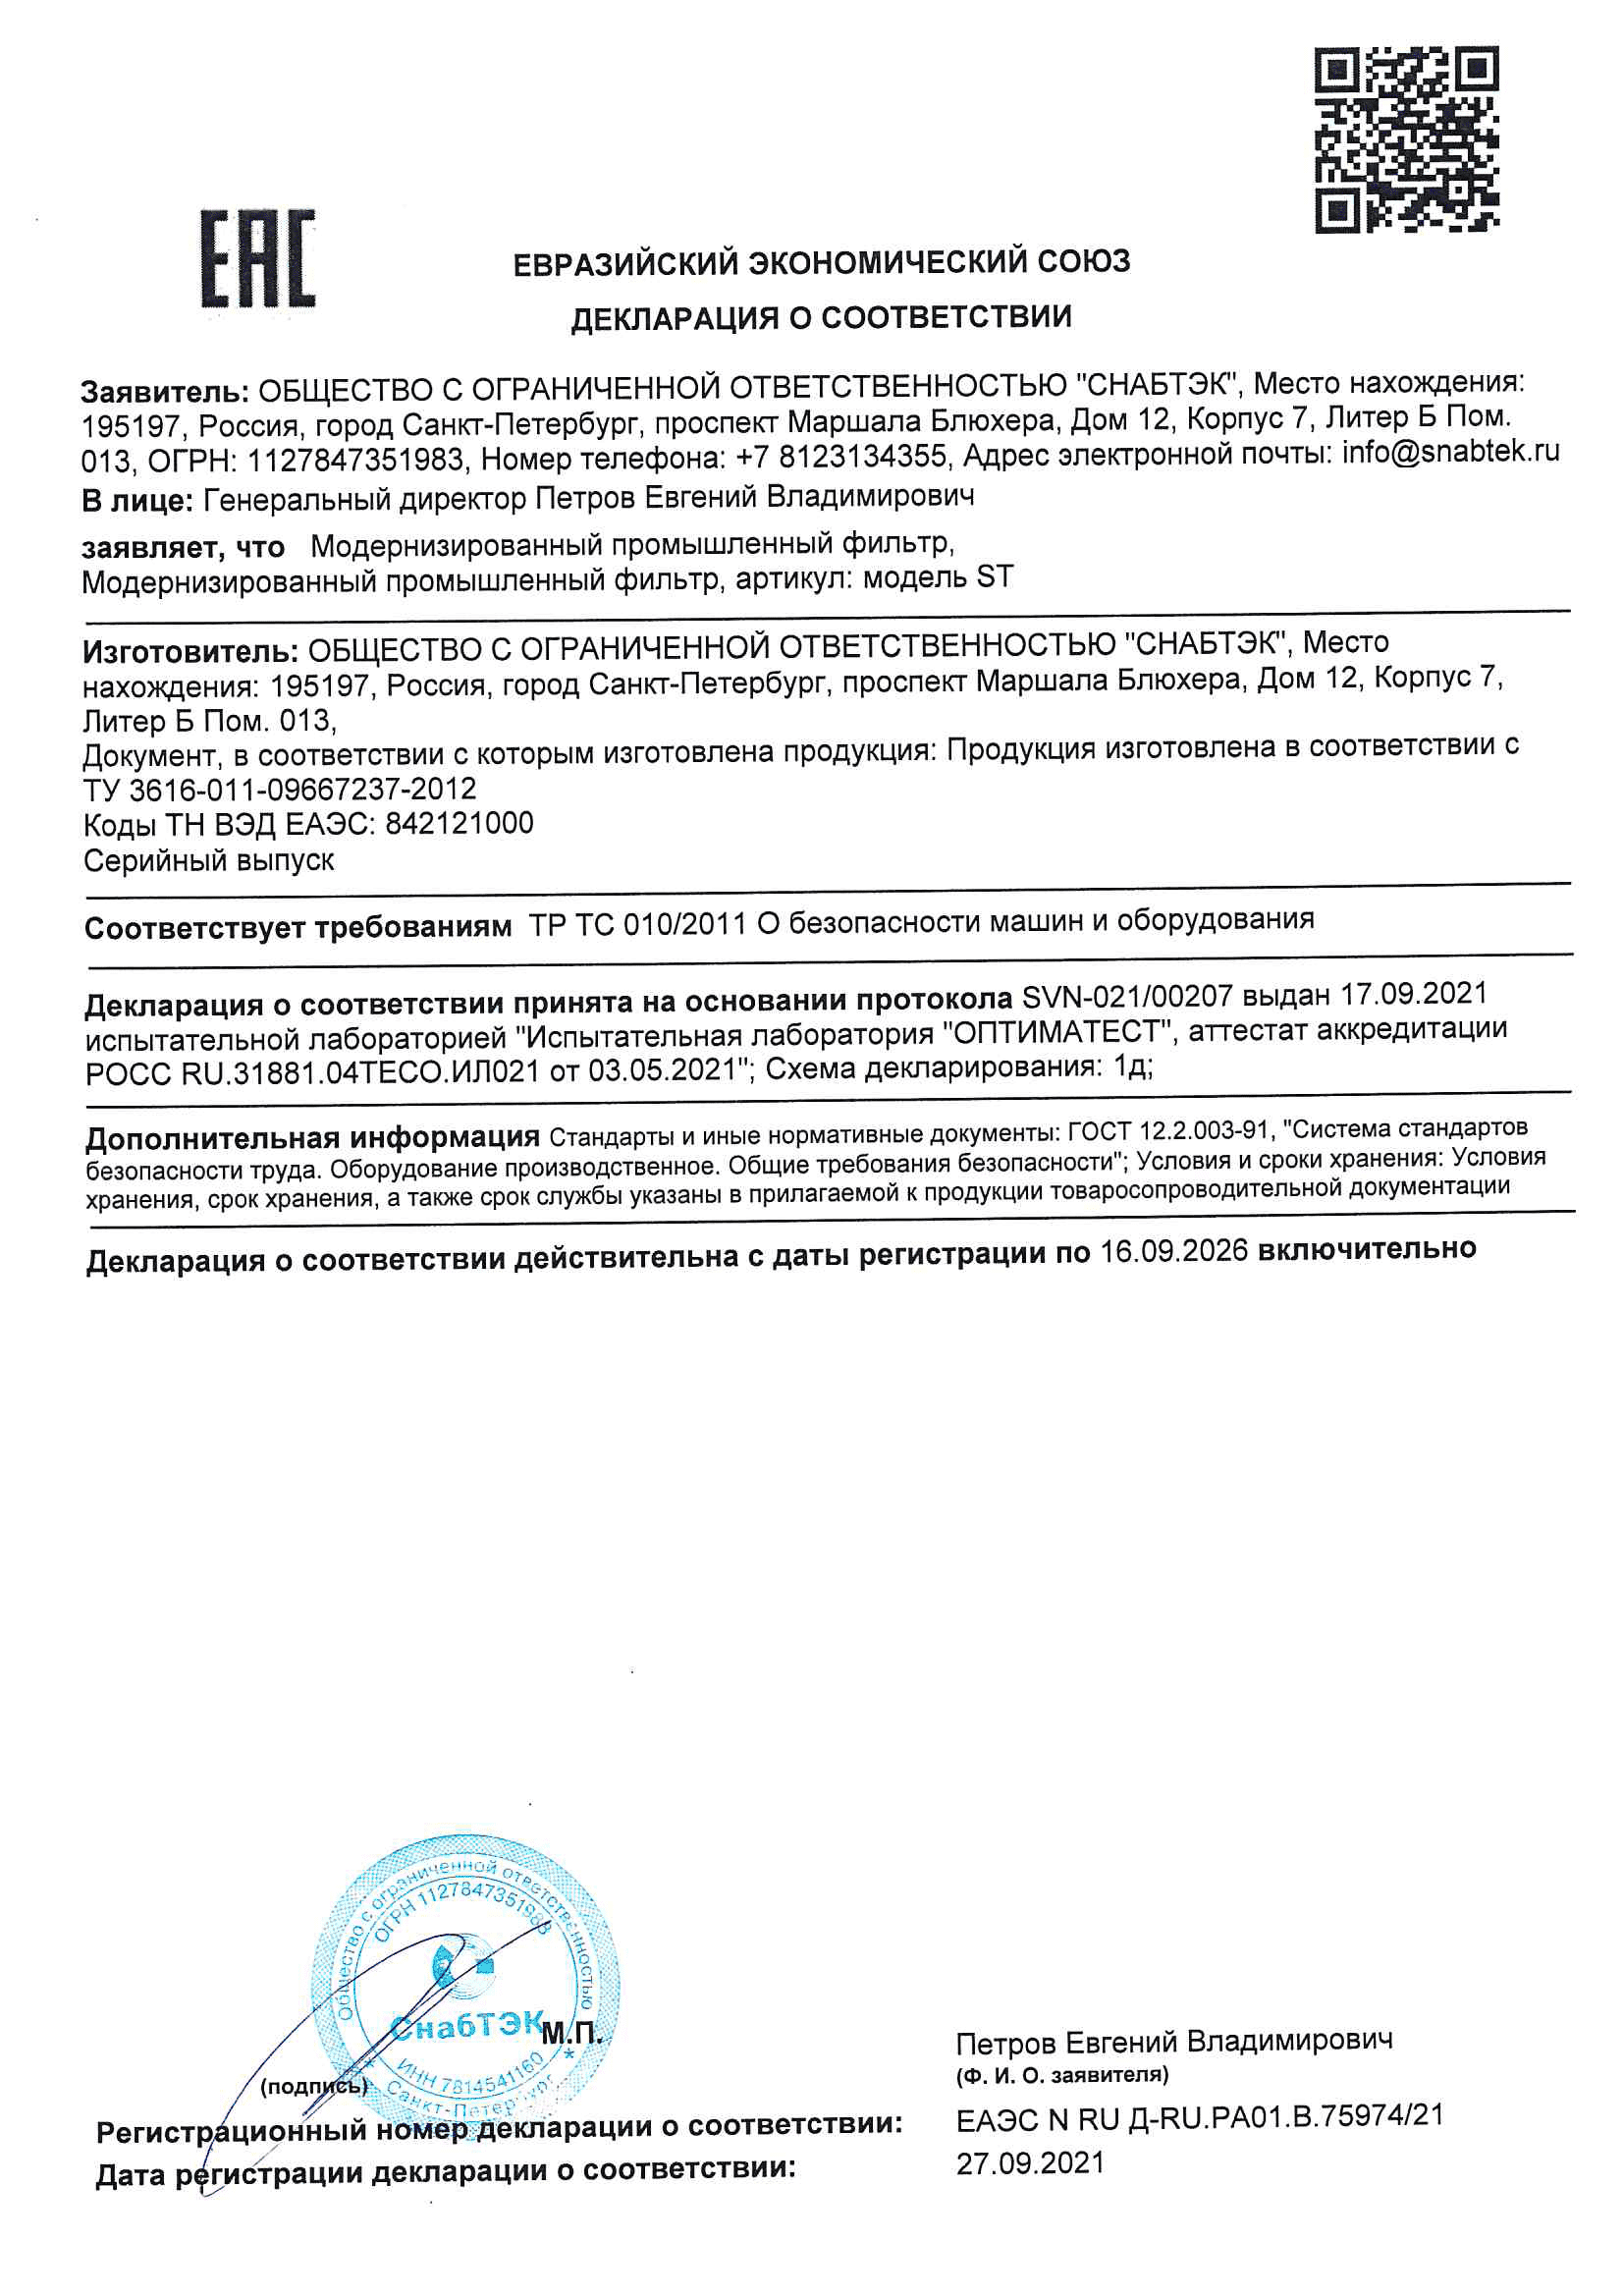 ЕАС
ЕВРАЗИЙСКИЙ ЭКОНОМИЧЕСКИЙ СОЮЗ
ДЕКЛАРАЦИЯ О СООТВЕТСТВИИ
Заявитель: ОБЩЕСТВО С ОГРАНИЧЕННОЙ ОТВЕТСТВЕННОСТЬЮ "СНАБТЭК", Место нахождения:
195197, Россия, город Санкт-Петербург, проспект Маршала Блюхера, Дом 12, Корпус 7, Литер Б Пом.
013, ОГРН: 1127847351983, Номер телефона: +7 8123134355, Адрес электронной почты: info@snabtek.ru
В лице: Генеральный директор Петров Евгений Владимирович
заявляет, что Модернизированный промышленный фильтр,
Модернизированный промышленный фильтр, артикул: модель ST
Изготовитель: ОБЩЕСТВО С ОГРАНИЧЕННОЙ ОТВЕТСТВЕННОСТЬЮ "СНАБТЭК", Место
нахождения: 195197, Россия, город Санкт-Петербург, проспект Маршала Блюхера, Дом 12, Корпус 7,
Литер Б Пом. 013,
Документ, в соответствии с которым изготовлена продукция: Продукция изготовлена в соответствии с
ТУ 3616-011-09667237-2012
Коды ТН ВЭД ЕАЭС: 842121000
Серийный выпуск
Соответствует требованиям ТР ТС 010/2011 О безопасности машин и оборудования
Декларация о соответствии принята на основании протокола SVN-021/00207 выдан 17.09.2021
испытательной лабораторией "Испытательная лаборатория "ОПТИМАТЕСТ", аттестат аккредитации
РОСС RU.31881.04ТЕСО.ИЛ021 от 03.05.2021"; Схема декларирования: 1д;
Дополнительная информация Стандарты и иные нормативные документы: ГОСТ 12.2.003-91, "Система стандартов
безопасности труда. Оборудование производственное. Общие требования безопасности"; Условия и сроки хранения: Условия
хранения, срок хранения, а также срок службы указаны в прилагаемой к продукции товаросопроводительной документации
Декларация о соответствии действительна с даты регистрации по 16.09.2026 включительно
Общество с ограниченной ответственностью
ОГРН 1127847351983
СнабТЭК
М.П.
ИНН 7814541160
* Санкт-Петербург *
(подпись)
Петров Евгений Владимирович
(Ф. И. О. заявителя)
Регистрационный номер декларации о соответствии: ЕАЭС N RU Д-RU.РА01.В.75974/21
Дата регистрации декларации о соответствии: 27.09.2021